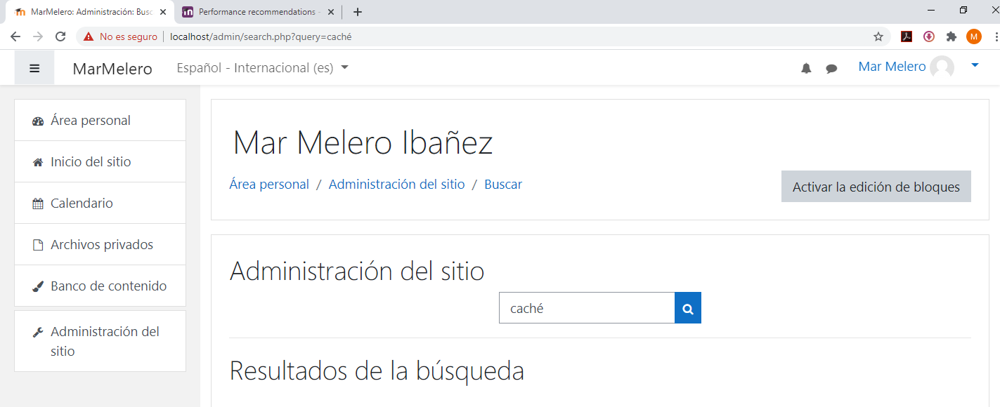 MarMelero: Administración: Busc
Performance recommendations -
No es seguro
localhost/admin/search.php?query=caché
M
MarMelero
Español - Internacional (es)
Mar Melero
Área personal
Inicio del sitio
Calendario
Archivos privados
Banco de contenido
Administración del
sitio
Mar Melero Ibañez
Área personal / Administración del sitio / Buscar
Activar la edición de bloques
Administración del sitio
caché
Resultados de la búsqueda